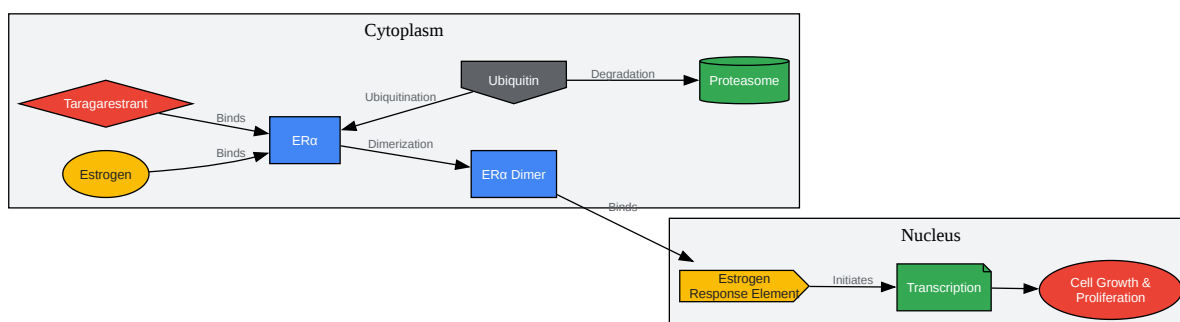 Cytoplasm
Ubiquitin
Degradation
Proteasome
Taragarestrant
Ubiquitination
Binds
ERα
Dimerization
Binds
Estrogen
ERα Dimer
Binds
Nucleus
Estrogen
Response Element
Initiates
Transcription
Cell Growth &
Proliferation